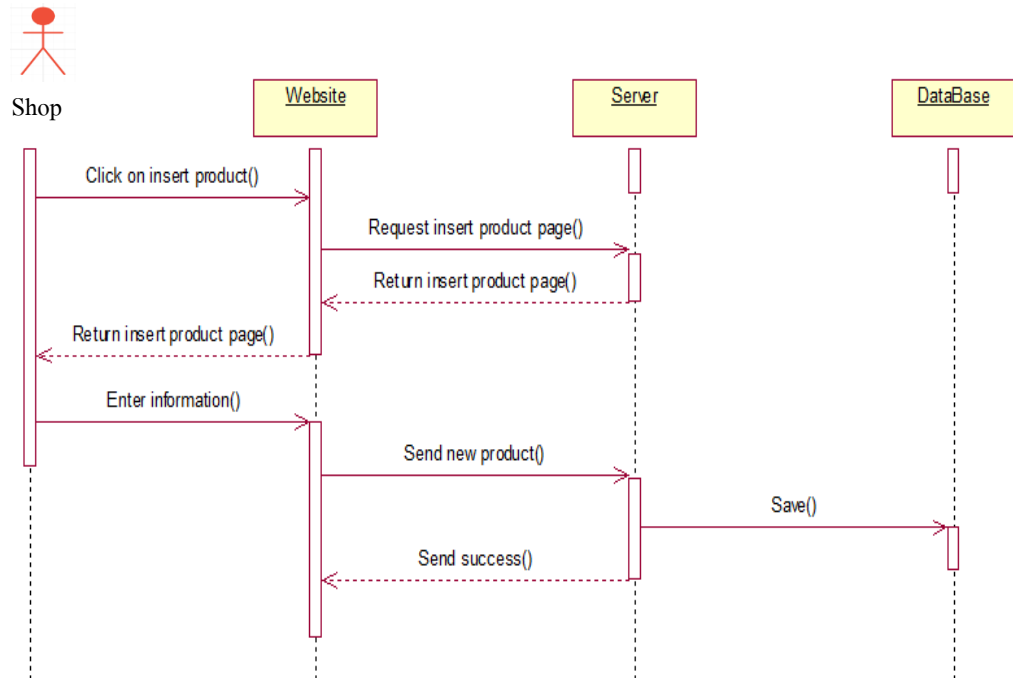 Shop
Website
Server
DataBase
Click on insert product()
Request insert product page()
Return insert product page()
Return insert product page()
Enter information()
Send new product()
Save()
Send success()